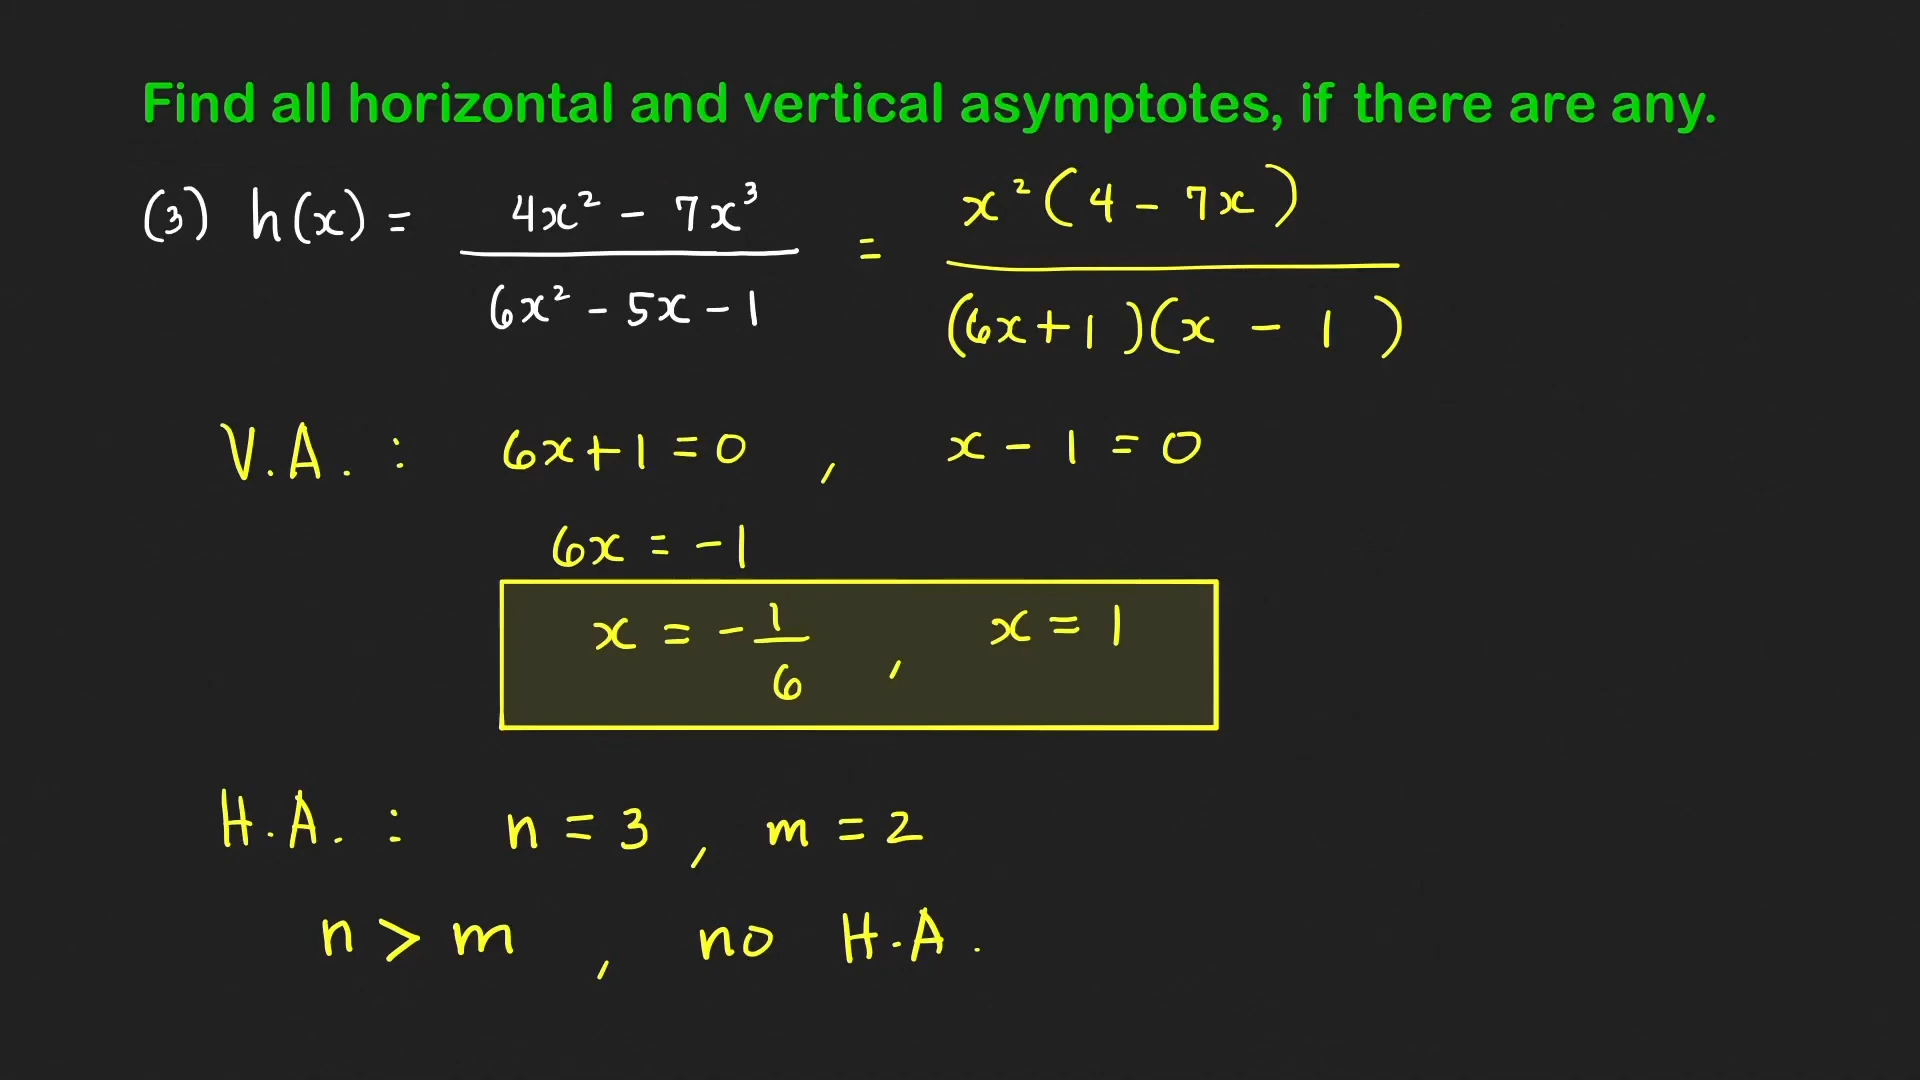 Find all horizontal and vertical asymptotes, if there are any.
(3) h(x) = (4x² - 7x³)/(6x² - 5x - 1) = x²(4 - 7x)/((6x+1)(x - 1))
V.A. : 6x+1=0 , x - 1 = 0
6x = -1
x = -1/6 , x = 1
H.A. : n = 3 , m = 2
n > m , no H.A.